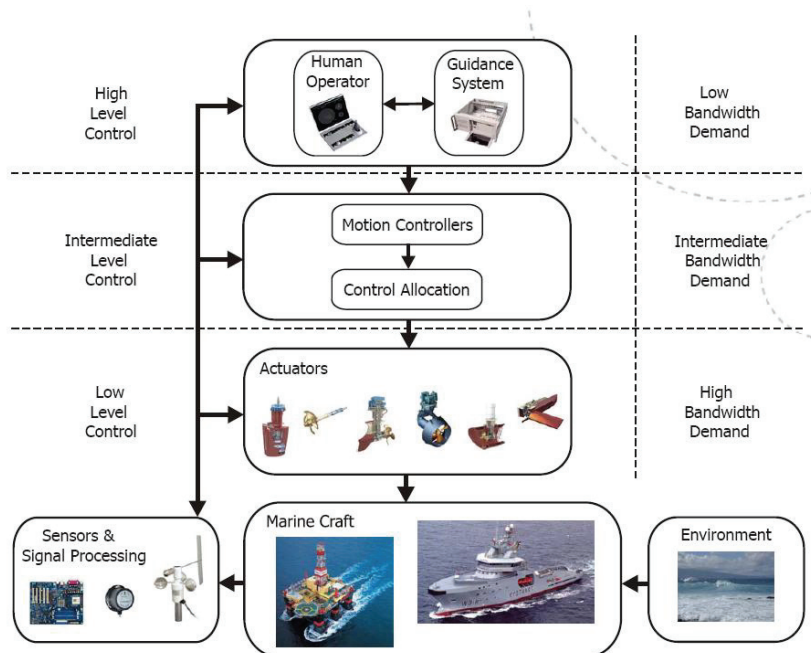 High
Level
Control
Human
Operator
Guidance
System
Low
Bandwidth
Demand
Intermediate
Level
Control
Motion Controllers
Control Allocation
Intermediate
Bandwidth
Demand
Low
Level
Control
Actuators
High
Bandwidth
Demand
Sensors &
Signal Processing
Marine Craft
Environment